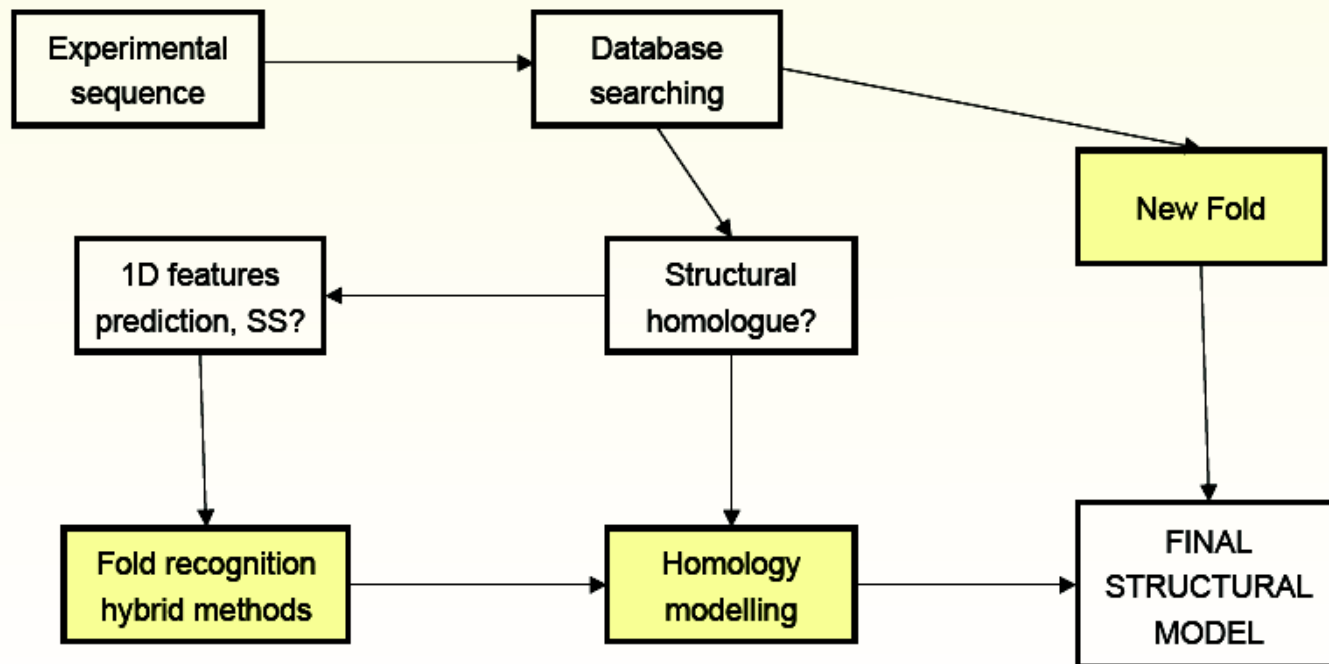 Experimental
sequence
Database
searching
New Fold
1D features
prediction, SS?
Structural
homologue?
Fold recognition
hybrid methods
Homology
modelling
FINAL
STRUCTURAL
MODEL